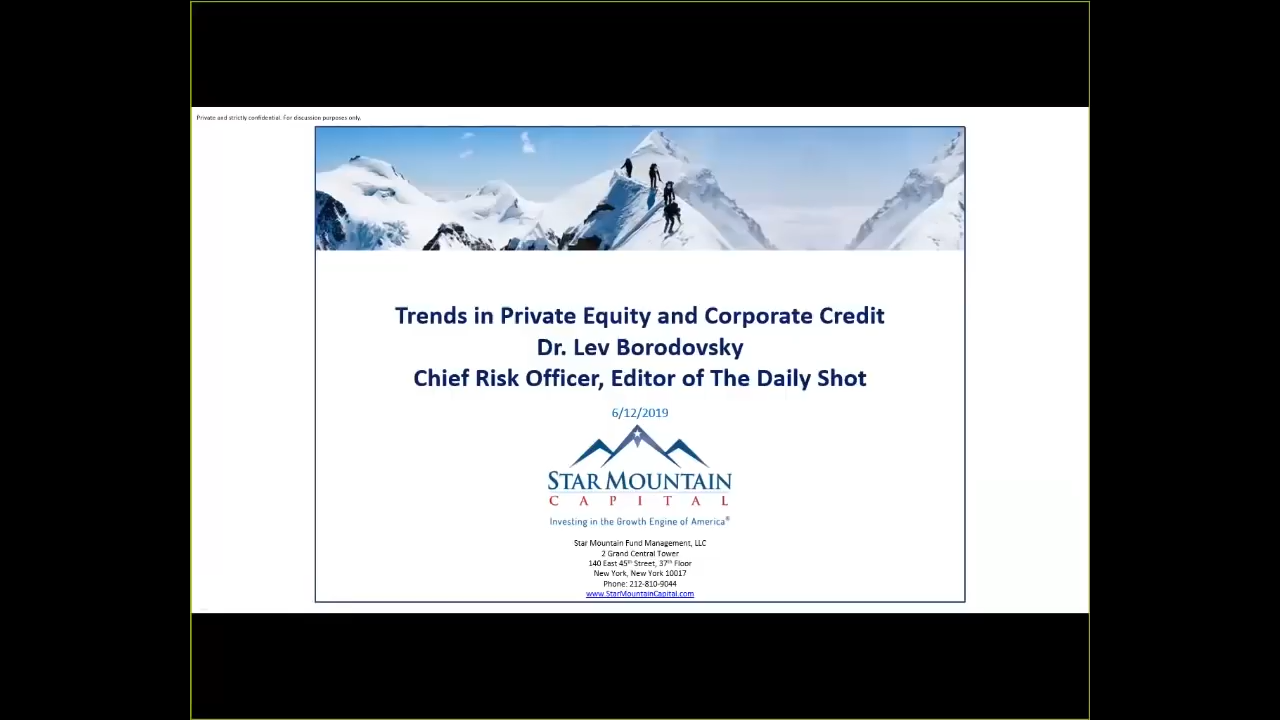 Private and strictly confidential. For discussion purposes only.
Trends in Private Equity and Corporate Credit
Dr. Lev Borodovsky
Chief Risk Officer, Editor of The Daily Shot
6/12/2019
STAR MOUNTAIN
CAPITAL
Investing in the Growth Engine of America®
Star Mountain Fund Management, LLC
2 Grand Central Tower
140 East 45th Street, 37th Floor
New York, New York 10017
Phone: 212-810-9044
www.StarMountainCapital.com